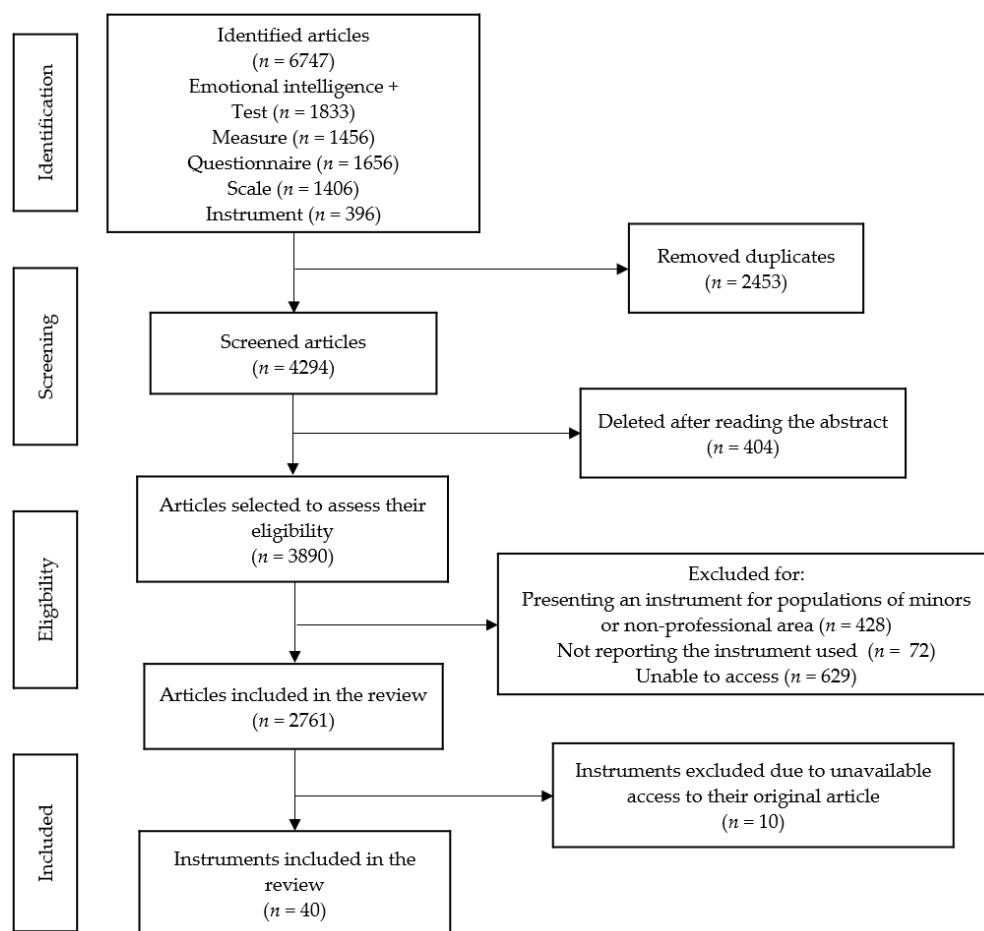 Identification
Identified articles
(n = 6747)
Emotional intelligence +
Test (n = 1833)
Measure (n = 1456)
Questionnaire (n = 1656)
Scale (n = 1406)
Instrument (n = 396)
Removed duplicates
(n = 2453)
Screening
Screened articles
(n = 4294)
Deleted after reading the abstract
(n = 404)
Eligibility
Articles selected to assess their
eligibility
(n = 3890)
Excluded for:
Presenting an instrument for populations of minors
or non-professional area (n = 428)
Not reporting the instrument used (n = 72)
Unable to access (n = 629)
Articles included in the review
(n = 2761)
Included
Instruments excluded due to unavailable
access to their original article
(n = 10)
Instruments included in the
review
(n = 40)